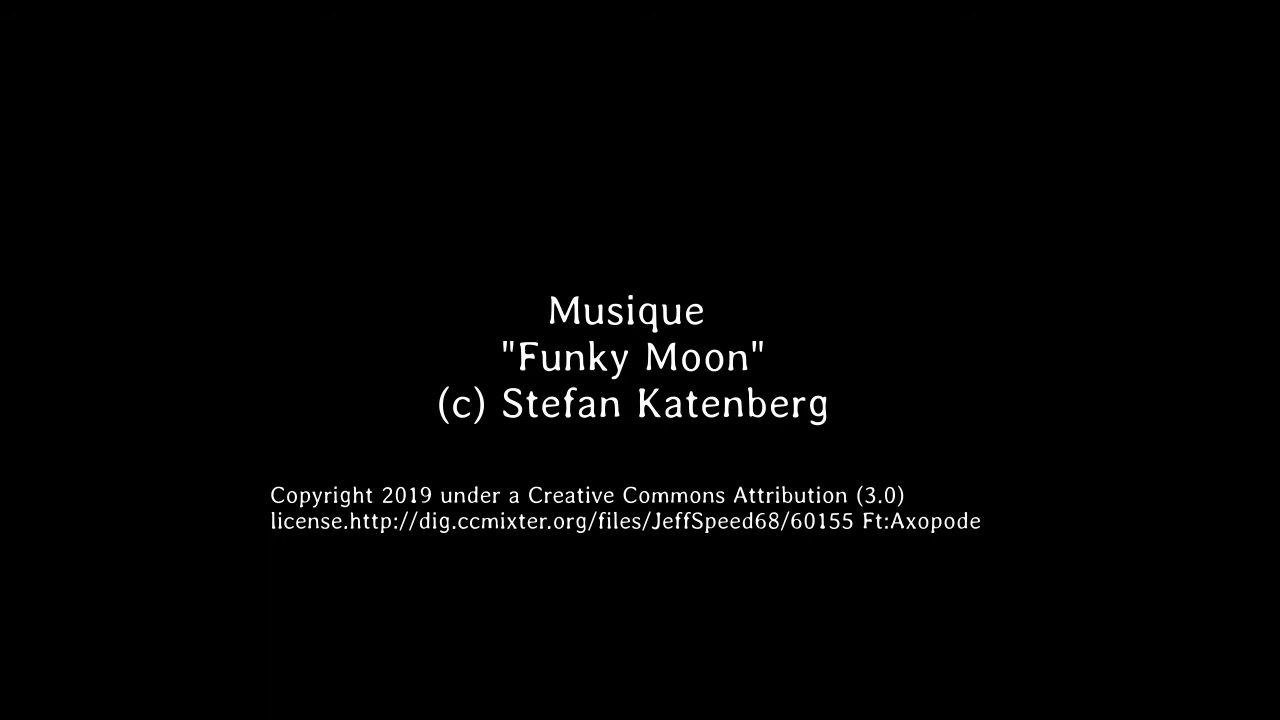 Musique
"Funky Moon"
(c) Stefan Katenberg
Copyright 2019 under a Creative Commons Attribution (3.0)
license.http://dig.ccmixter.org/files/JeffSpeed68/60155 Ft:Axopode